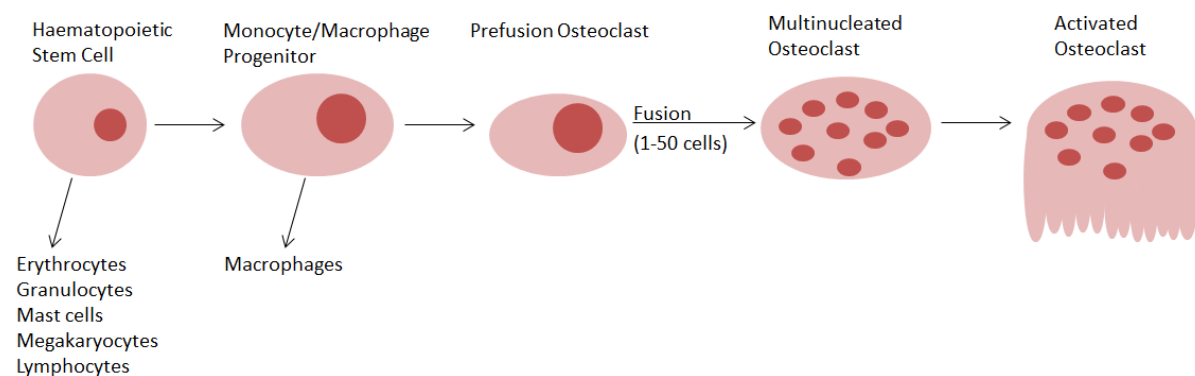 Haematopoietic
Stem Cell
Monocyte/Macrophage
Progenitor
Prefusion Osteoclast
Multinucleated
Osteoclast
Activated
Osteoclast
Fusion
(1-50 cells)
Erythrocytes
Granulocytes
Mast cells
Megakaryocytes
Lymphocytes
Macrophages